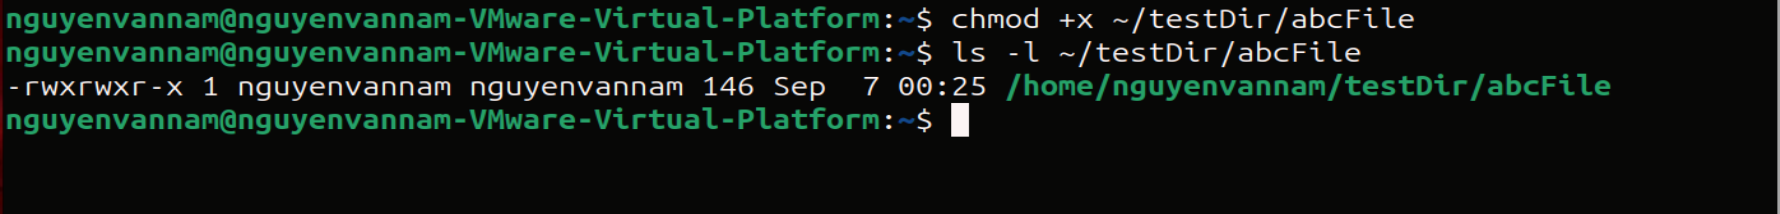 nguyenvannam@nguyenvannam-VMware-Virtual-Platform:~$ chmod +x ~/testDir/abcFile
nguyenvannam@nguyenvannam-VMware-Virtual-Platform:~$ ls -l ~/testDir/abcFile
-rwxrwxr-x 1 nguyenvannam nguyenvannam 146 Sep  7 00:25 /home/nguyenvannam/testDir/abcFile
nguyenvannam@nguyenvannam-VMware-Virtual-Platform:~$